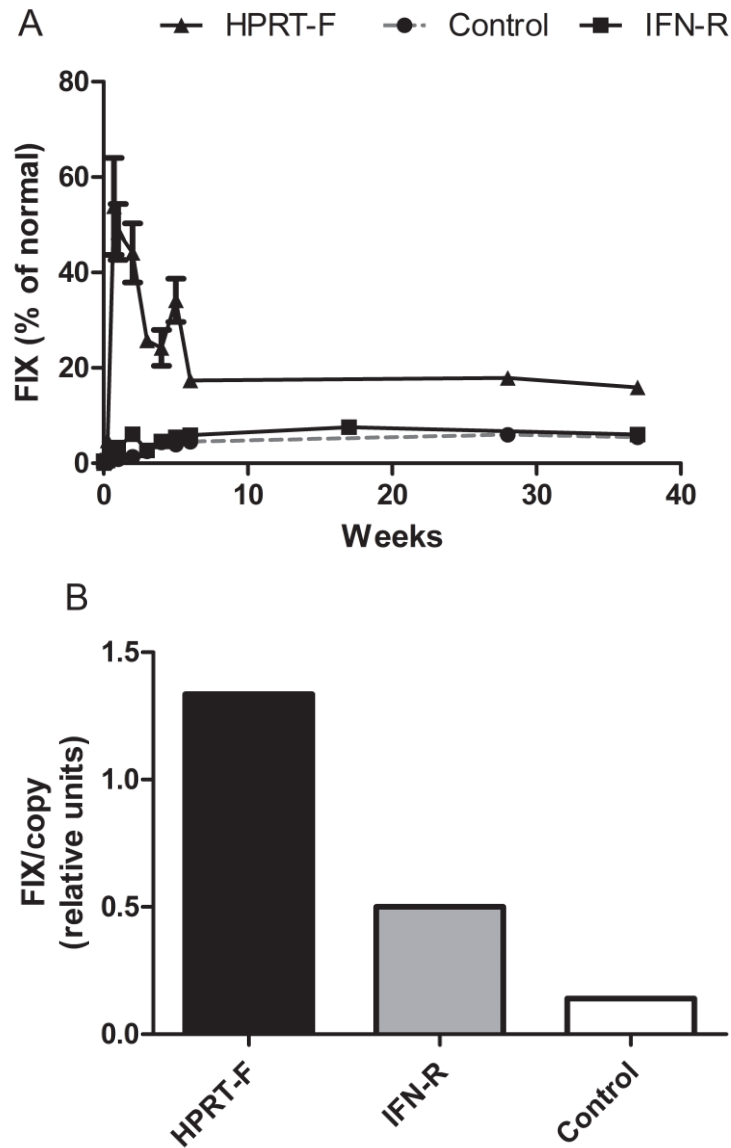 A
HPRT-F Control IFN-R
80
60
40
20
0
FIX (% of normal)
0 10 20 30 40
Weeks
B
1.5
1.0
0.5
0.0
FIX/copy
(relative units)
HPRT-F IFN-R Control